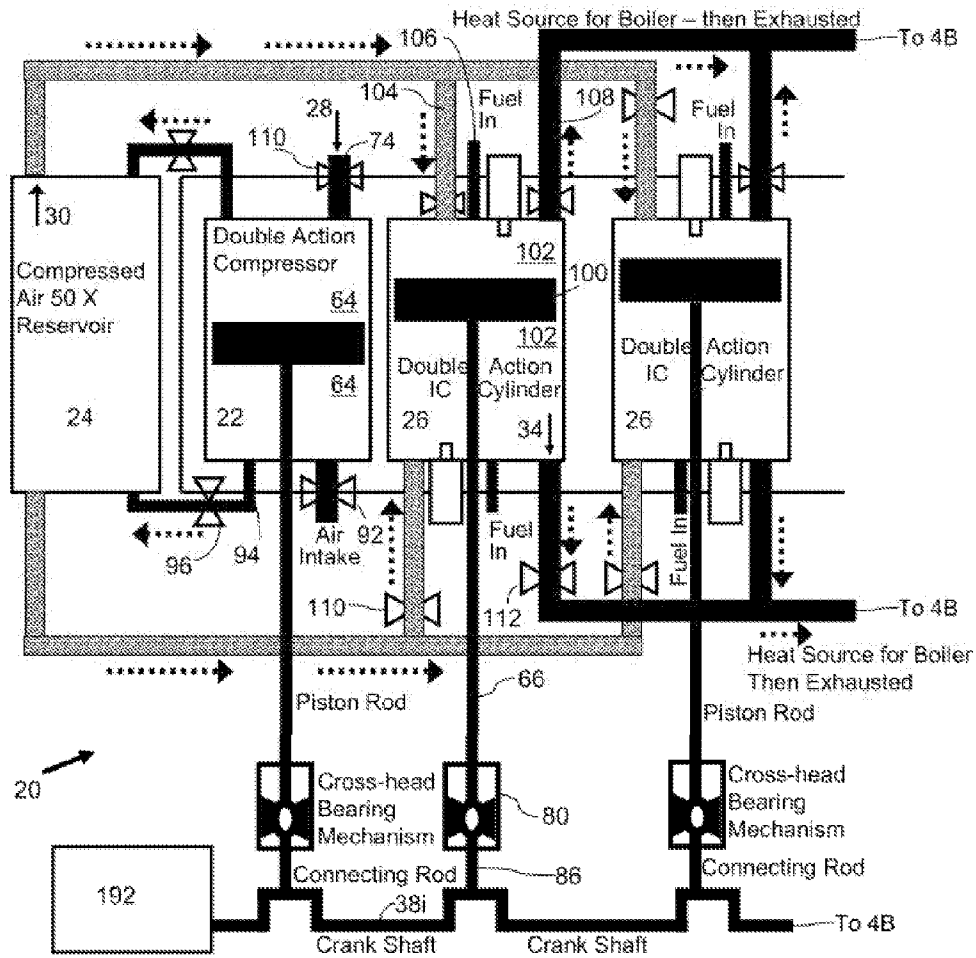 Heat Source for Boiler – then Exhausted
106
To 4B
104
Fuel
In
108
Fuel
In
28
74
110
30
Double Action
Compressor
102
100
Compressed
Air 50 X
Reservoir
64
102
64
Double
IC
Action
Cylinder
Double
IC
Action
Cylinder
24
22
26
34
26
96
94
Air
Intake
92
Fuel
In
Fuel In
110
112
To 4B
Heat Source for Boiler
Then Exhausted
66
Piston Rod
Piston Rod
20
Cross-head
Bearing
Mechanism
80
Cross-head
Bearing
Mechanism
192
Connecting Rod
86
Connecting Rod
38i
Crank Shaft
Crank Shaft
To 4B